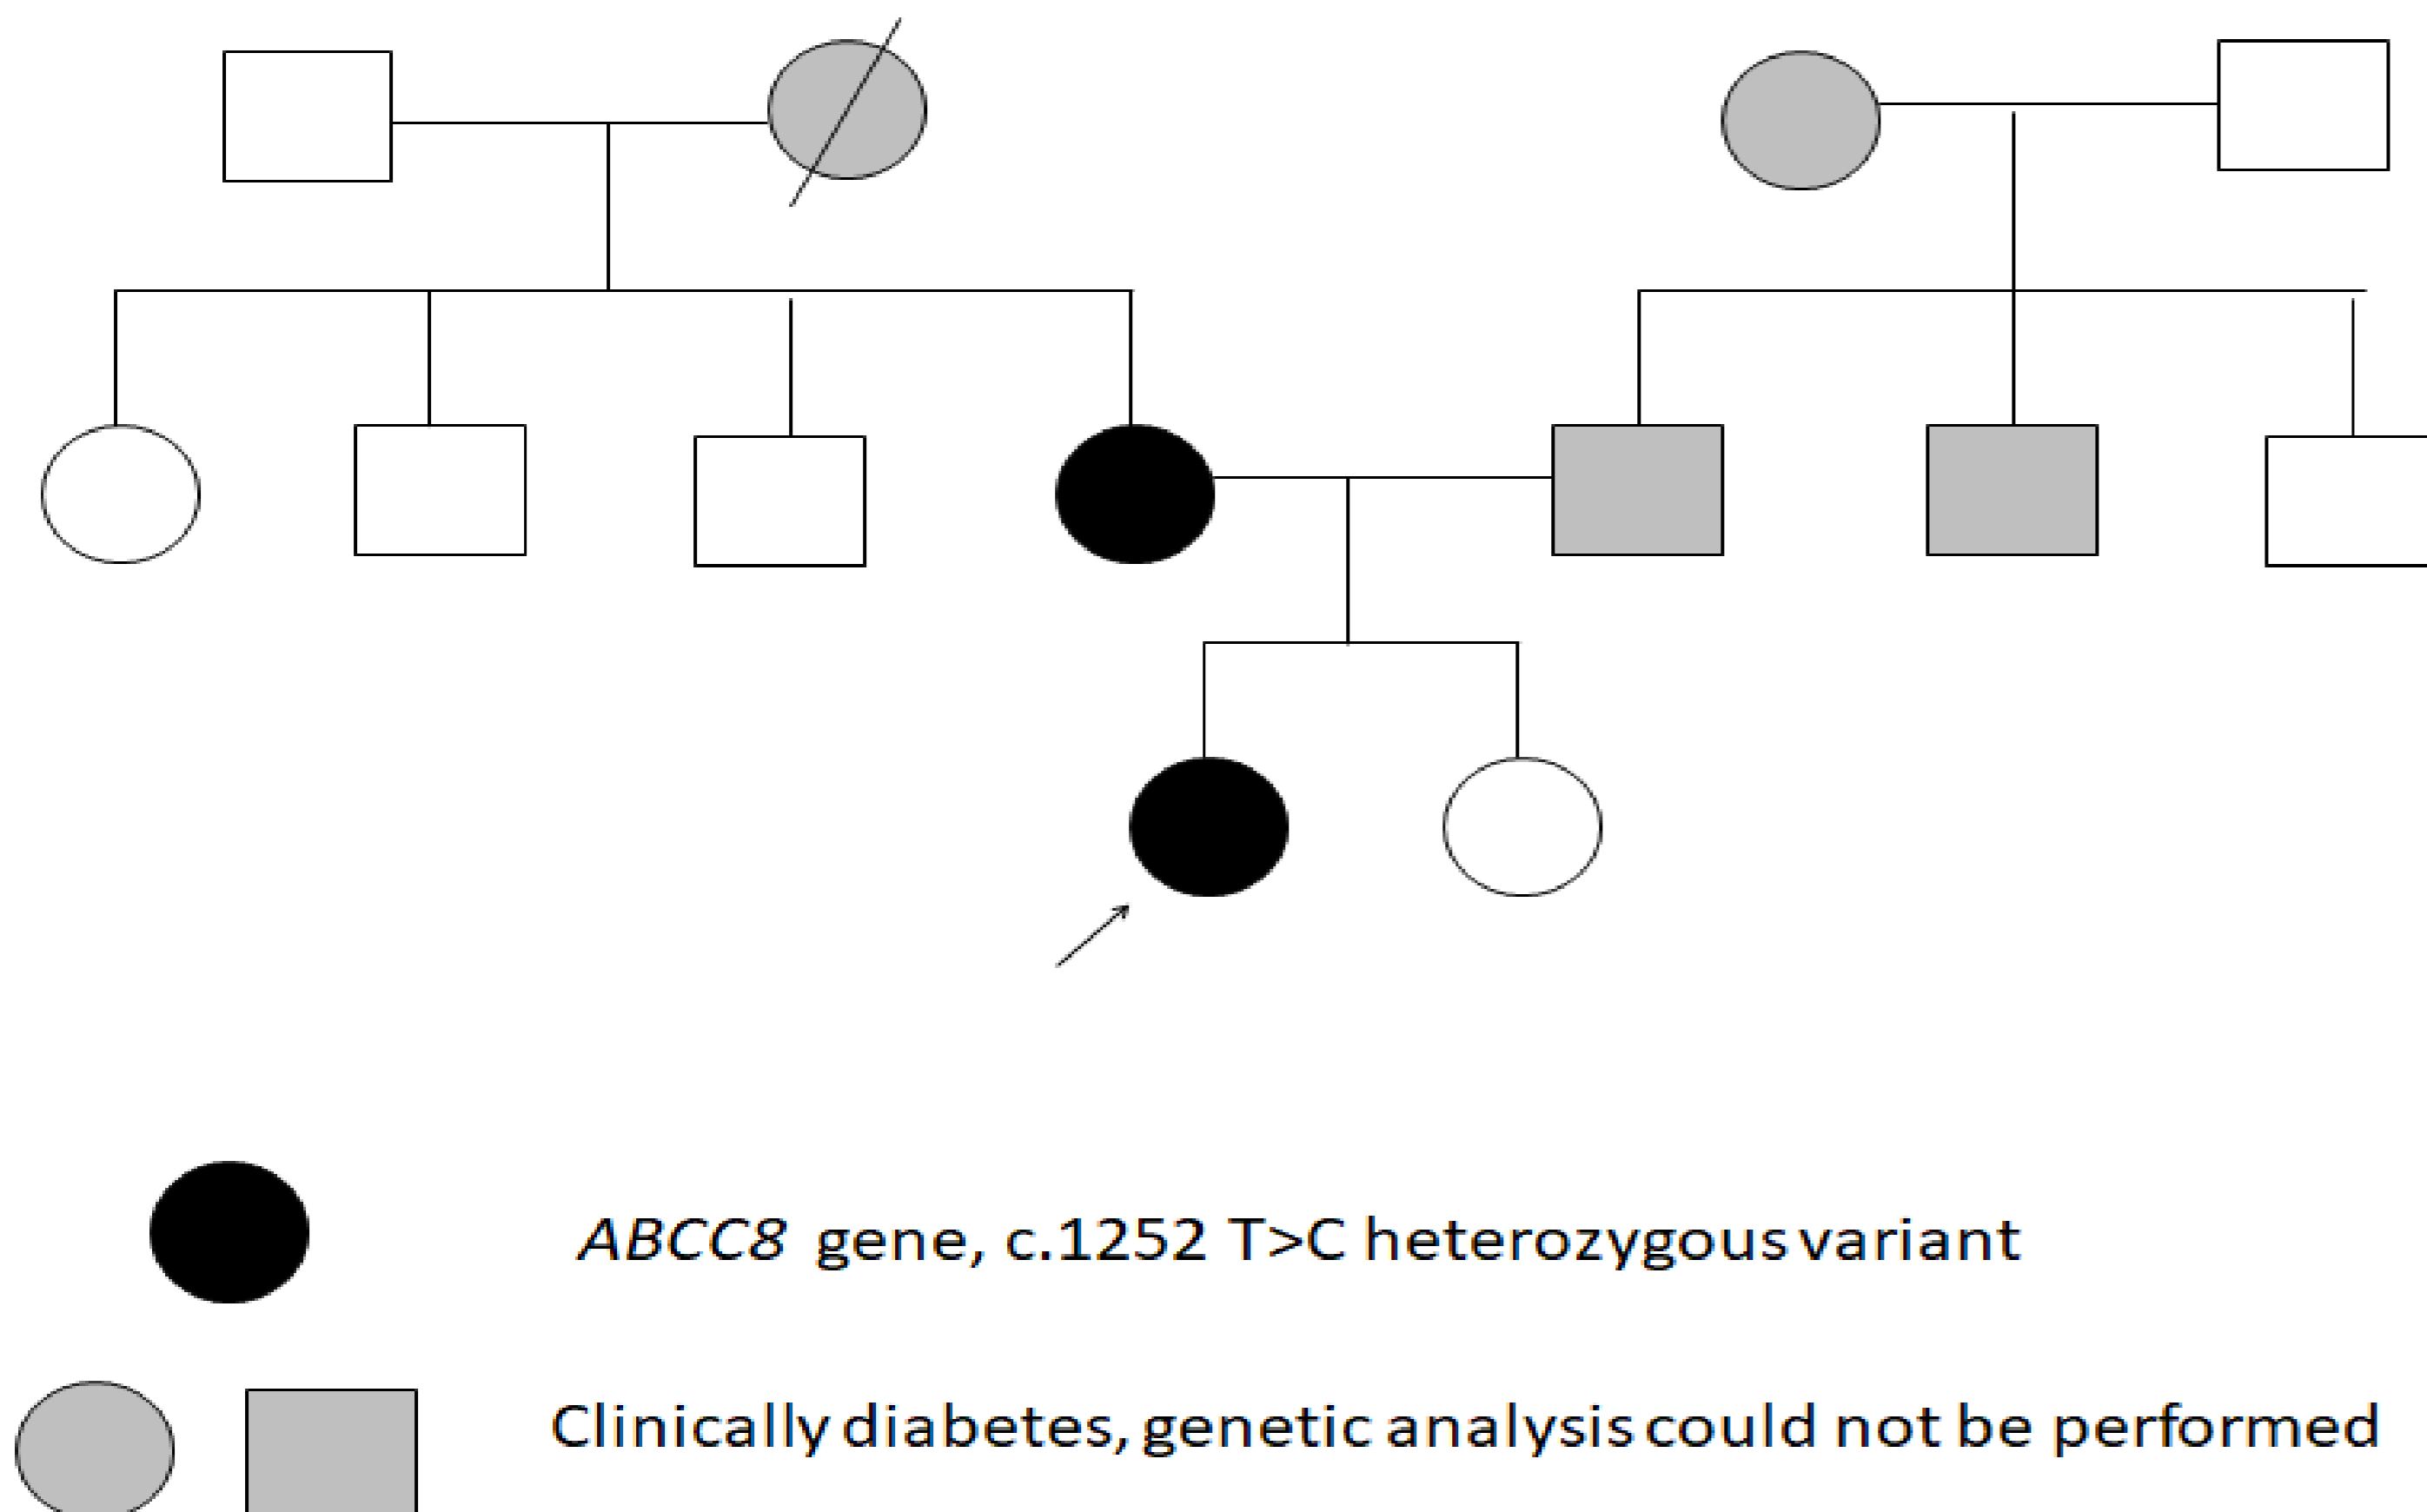 ABCC8 gene, c.1252 T>C heterozygous variant
Clinically diabetes, genetic analysis could not be performed